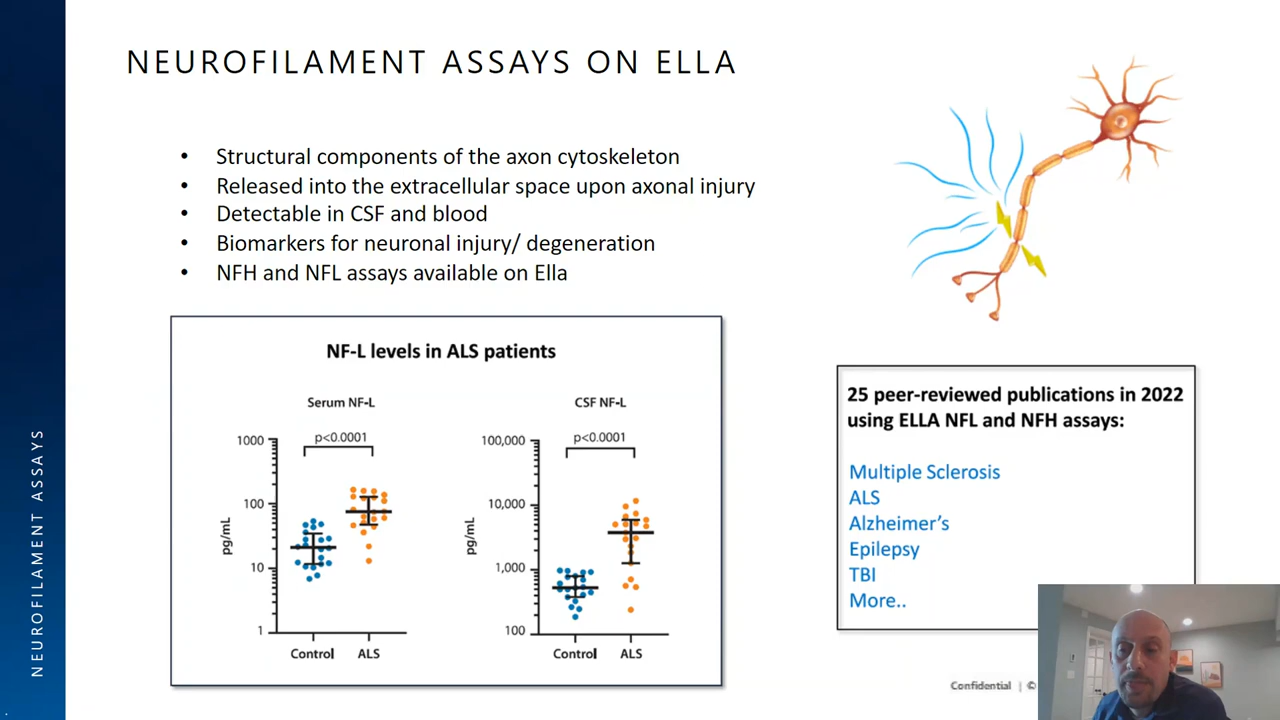 NEUROFILAMENT ASSAYS ON ELLA
• Structural components of the axon cytoskeleton
• Released into the extracellular space upon axonal injury
• Detectable in CSF and blood
• Biomarkers for neuronal injury/ degeneration
• NFH and NFL assays available on Ella
NF-L levels in ALS patients
Serum NF-L
p<0.0001
1000
100
10
1
pg/mL
Control ALS
CSF NF-L
p<0.0001
100,000
10,000
1,000
100
pg/mL
Control ALS
25 peer-reviewed publications in 2022
using ELLA NFL and NFH assays:
Multiple Sclerosis
ALS
Alzheimer's
Epilepsy
TBI
More..
Confidential | ©
NEUROFILAMENT ASSAYS